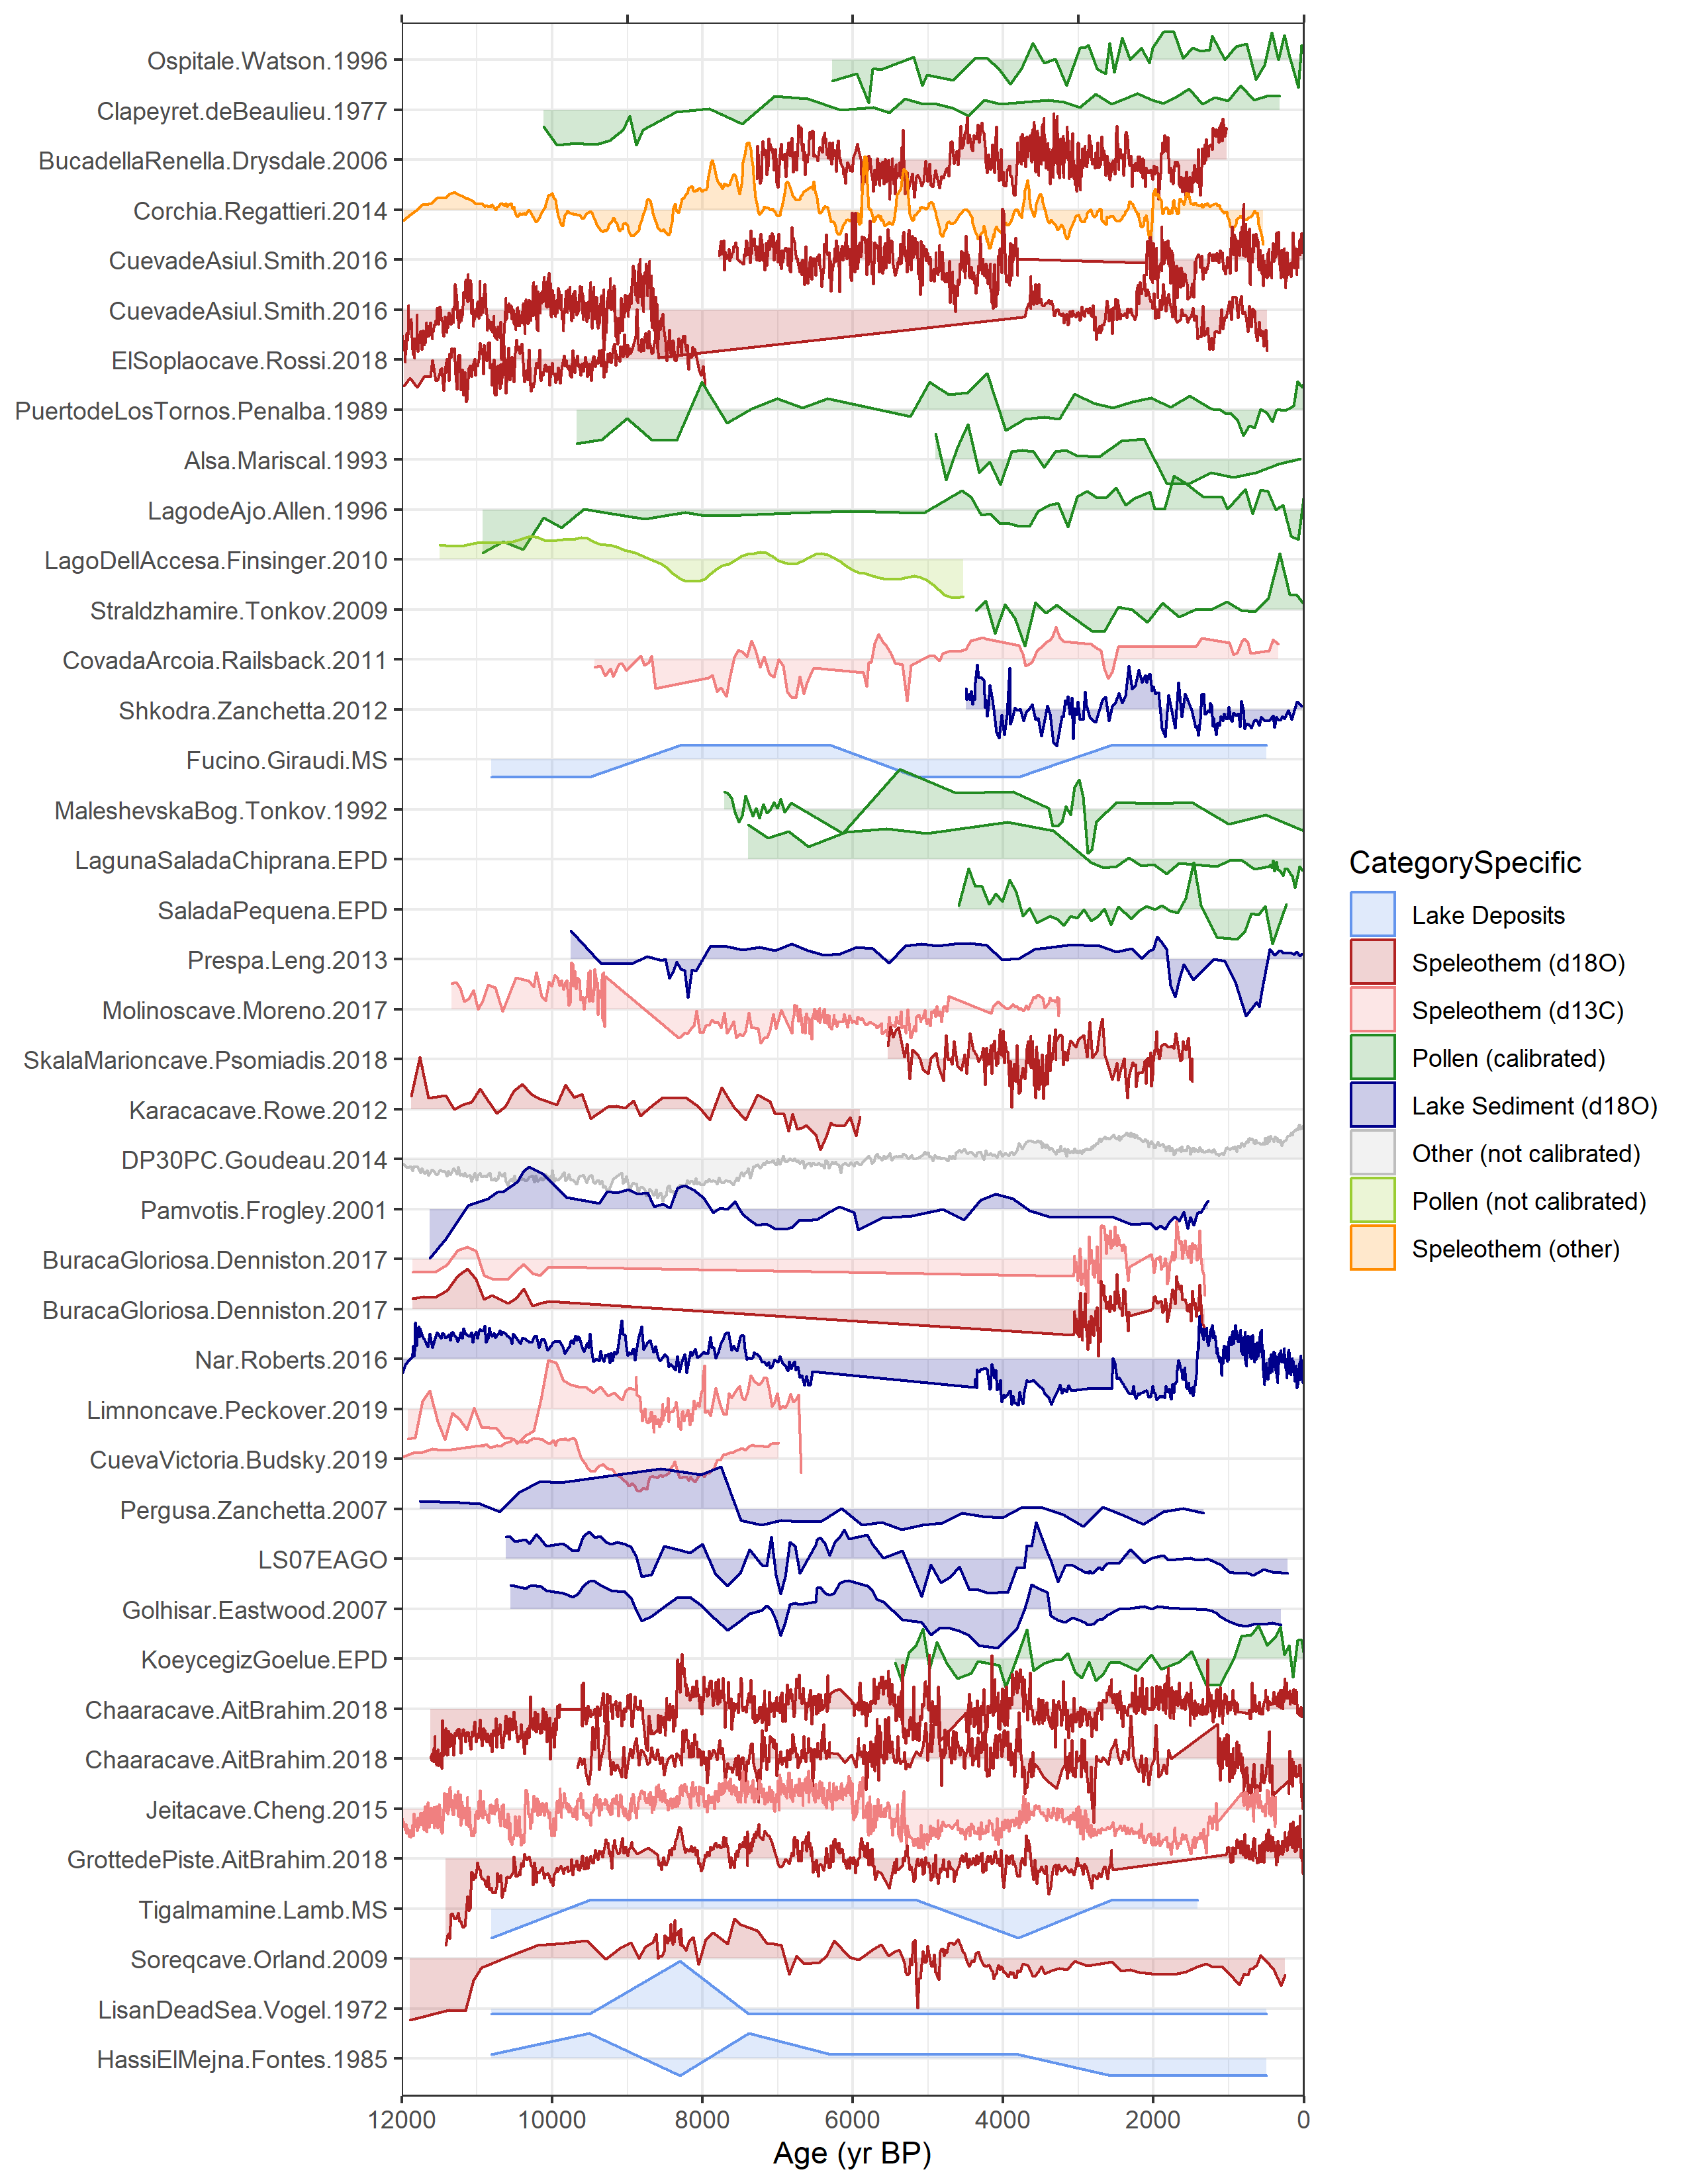 Ospitale.Watson.1996
Clapeyret.deBeaulieu.1977
BucadellaRenella.Drysdale.2006
Corchia.Regattieri.2014
CuevadeAsiul.Smith.2016
CuevadeAsiul.Smith.2016
ElSoplaocave.Rossi.2018
PuertodeLosTornos.Penalba.1989
Alsa.Mariscal.1993
LagodeAjo.Allen.1996
LagoDellAccesa.Finsinger.2010
Straldzhamire.Tonkov.2009
CovadaArcoia.Railsback.2011
Shkodra.Zanchetta.2012
Fucino.Giraudi.MS
MaleshevskaBog.Tonkov.1992
LagunaSaladaChiprana.EPD
SaladaPequena.EPD
Prespa.Leng.2013
Molinoscave.Moreno.2017
SkalaMarioncave.Psomiadis.2018
Karacacave.Rowe.2012
DP30PC.Goudeau.2014
Pamvotis.Frogley.2001
BuracaGloriosa.Denniston.2017
BuracaGloriosa.Denniston.2017
Nar.Roberts.2016
Limnoncave.Peckover.2019
CuevaVictoria.Budsky.2019
Pergusa.Zanchetta.2007
LS07EAGO
Golhisar.Eastwood.2007
KoeycegizGoelue.EPD
Chaaracave.AitBrahim.2018
Chaaracave.AitBrahim.2018
Jeitacave.Cheng.2015
GrottedePiste.AitBrahim.2018
Tigalmamine.Lamb.MS
Soreqcave.Orland.2009
LisanDeadSea.Vogel.1972
HassiElMejna.Fontes.1985
12000 10000 8000 6000 4000 2000 0
Age (yr BP)
CategorySpecific
Lake Deposits
Speleothem (d18O)
Speleothem (d13C)
Pollen (calibrated)
Lake Sediment (d18O)
Other (not calibrated)
Pollen (not calibrated)
Speleothem (other)